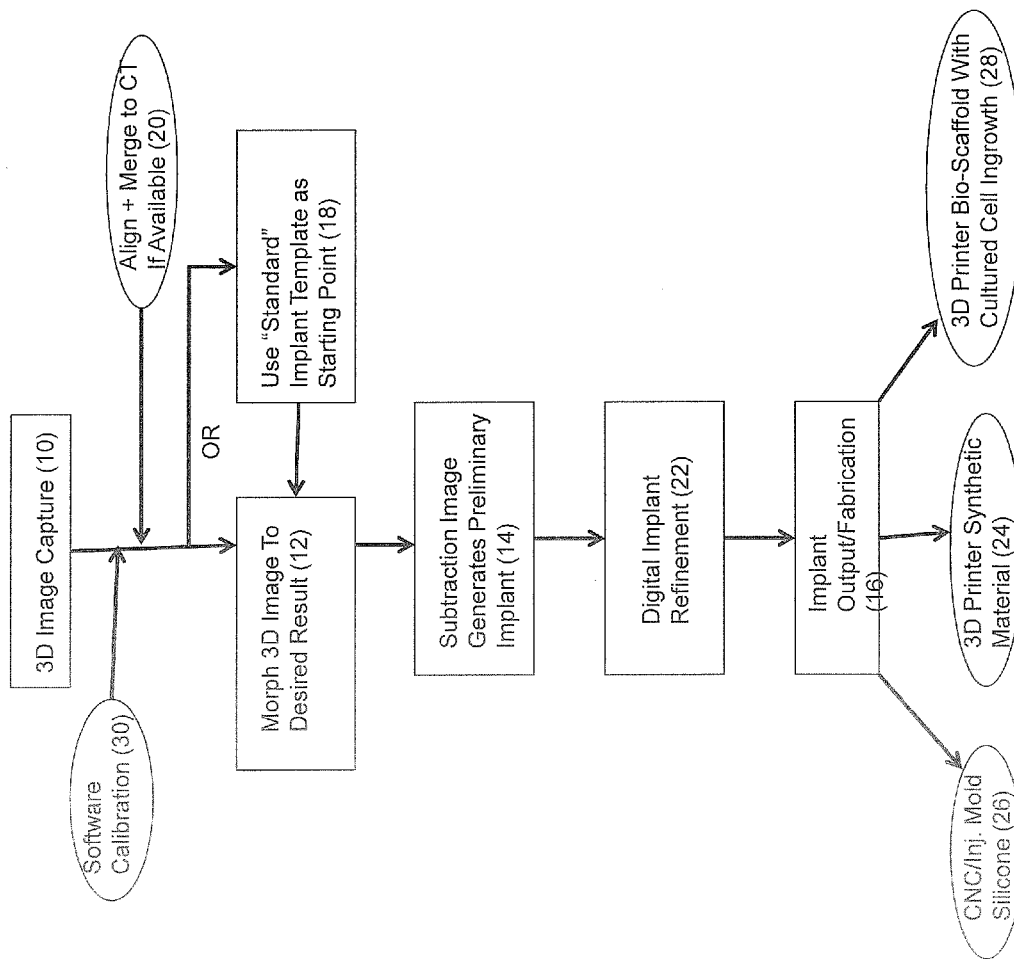 3D Image Capture (10)
Software
Calibration (30)
Align + Merge to CT
If Available (20)
OR
Morph 3D Image To
Desired Result (12)
Use “Standard”
Implant Template as
Starting Point (18)
Subtraction Image
Generates Preliminary
Implant (14)
Digital Implant
Refinement (22)
Implant
Output/Fabrication
(16)
CNC/Inj. Mold
Silicone (26)
3D Printer Synthetic
Material (24)
3D Printer Bio-Scaffold With
Cultured Cell Ingrowth (28)